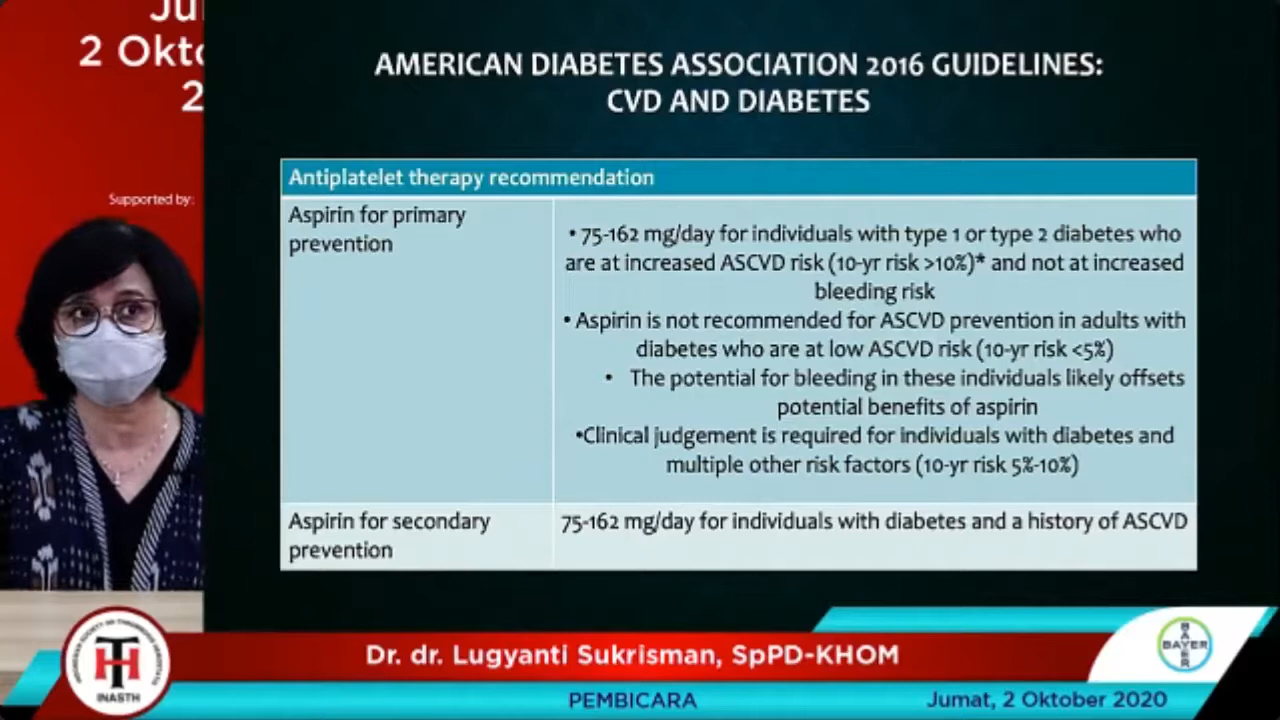 Ju
2 Okto
2
Supported by:
AMERICAN DIABETES ASSOCIATION 2016 GUIDELINES:
CVD AND DIABETES
Antiplatelet therapy recommendation
Aspirin for primary
prevention
• 75-162 mg/day for individuals with type 1 or type 2 diabetes who
are at increased ASCVD risk (10-yr risk >10%)* and not at increased
bleeding risk
• Aspirin is not recommended for ASCVD prevention in adults with
diabetes who are at low ASCVD risk (10-yr risk <5%)
• The potential for bleeding in these individuals likely offsets
potential benefits of aspirin
•Clinical judgement is required for individuals with diabetes and
multiple other risk factors (10-yr risk 5%-10%)
Aspirin for secondary
prevention
75-162 mg/day for individuals with diabetes and a history of ASCVD
INASTH
Dr. dr. Lugyanti Sukrisman, SpPD-KHOM
PEMBICARA
Jumat, 2 Oktober 2020
BAYER
BAYER